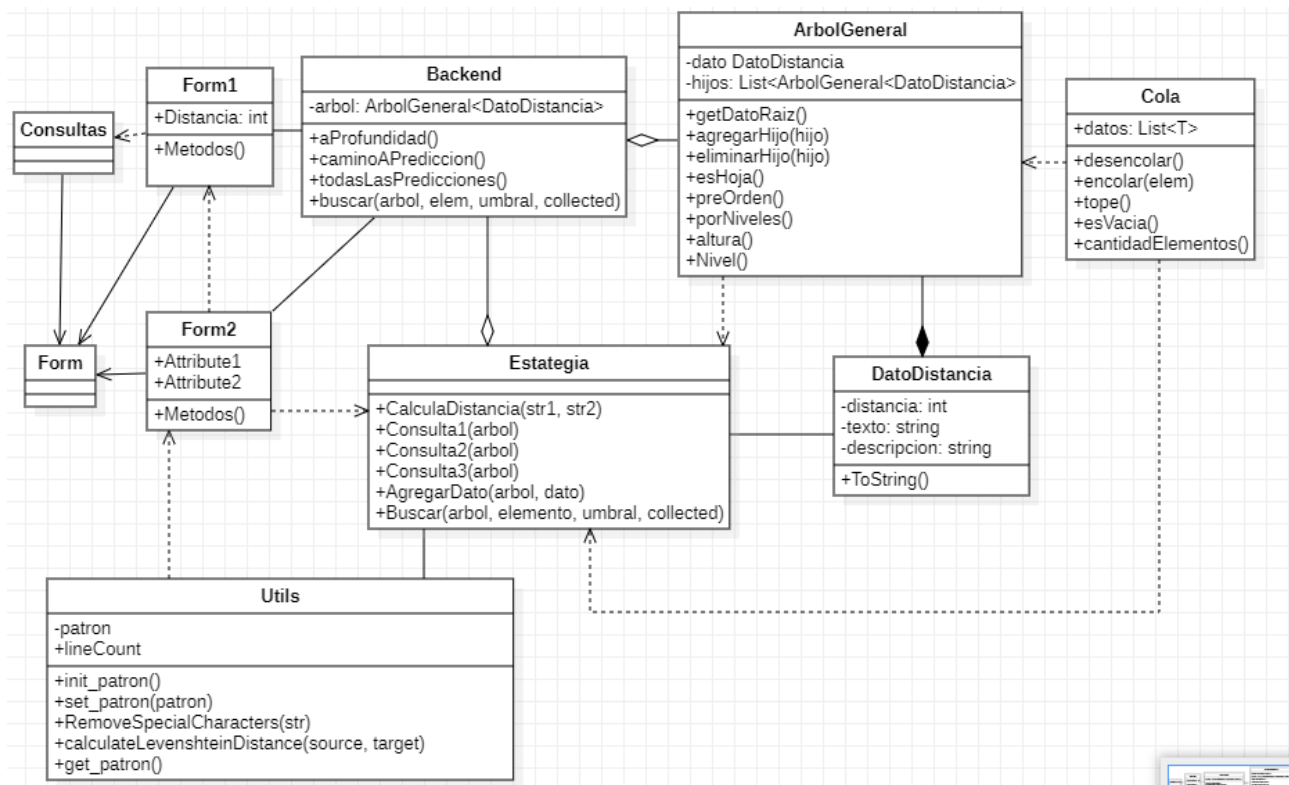 Consultas
Form1
+Distancia: int
+Metodos()
Backend
-arbol: ArbolGeneral<DatoDistancia>
+aProfundidad()
+caminoAPrediccion()
+todasLasPredicciones()
+buscar(arbol, elem, umbral, collected)
ArbolGeneral
-dato DatoDistancia
-hijos: List<ArbolGeneral<DatoDistancia>
+getDatoRaiz()
+agregarHijo(hijo)
+eliminarHijo(hijo)
+esHoja()
+preOrden()
+porNiveles()
+altura()
+Nivel()
Cola
+datos: List<T>
+desencolar()
+encolar(elem)
+tope()
+esVacia()
+cantidadElementos()
Form
Form2
+Attribute1
+Attribute2
+Metodos()
Estategia
+CalculaDistancia(str1, str2)
+Consulta1(arbol)
+Consulta2(arbol)
+Consulta3(arbol)
+AgregarDato(arbol, dato)
+Buscar(arbol, elemento, umbral, collected)
DatoDistancia
-distancia: int
-texto: string
-descripcion: string
+ToString()
Utils
-patron
+lineCount
+init_patron()
+set_patron(patron)
+RemoveSpecialCharacters(str)
+calculateLevenshteinDistance(source, target)
+get_patron()